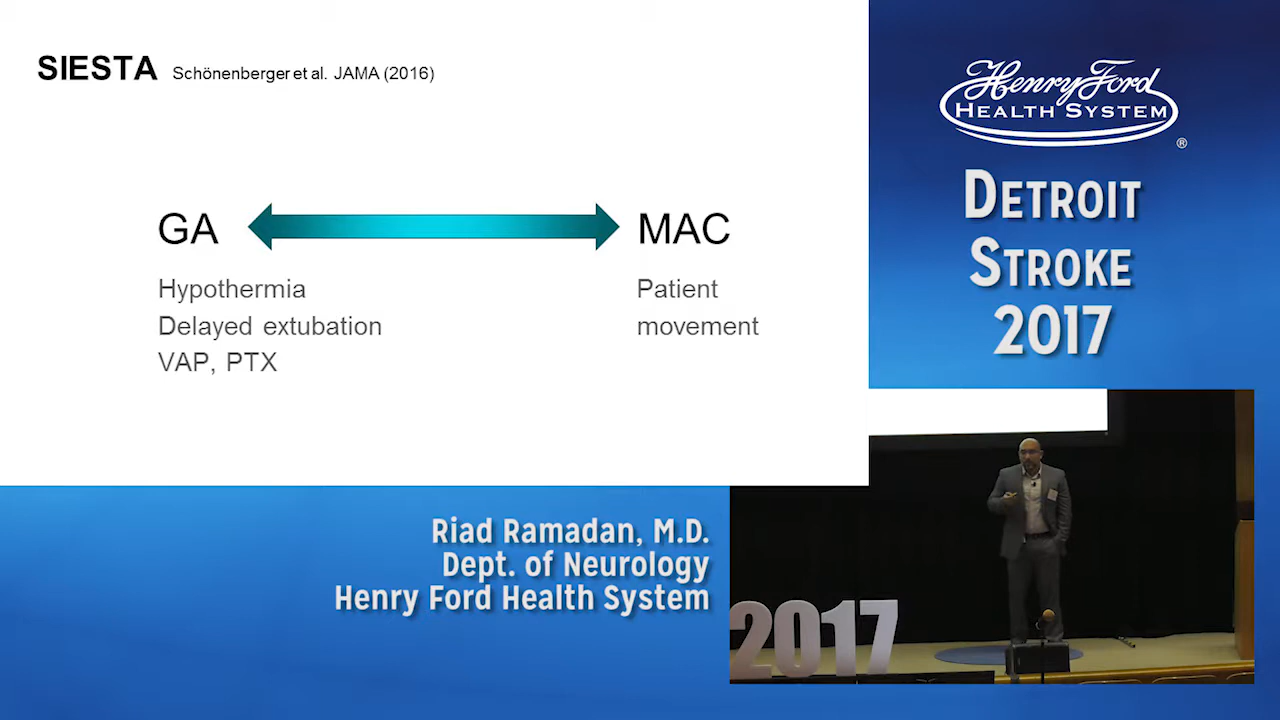 SIESTA Schönenberger et al. JAMA (2016)
GA
MAC
Hypothermia
Delayed extubation
VAP, PTX
Patient
movement
Henry Ford
HEALTH SYSTEM
®
DETROIT
STROKE
2017
Riad Ramadan, M.D.
Dept. of Neurology
Henry Ford Health System
2017